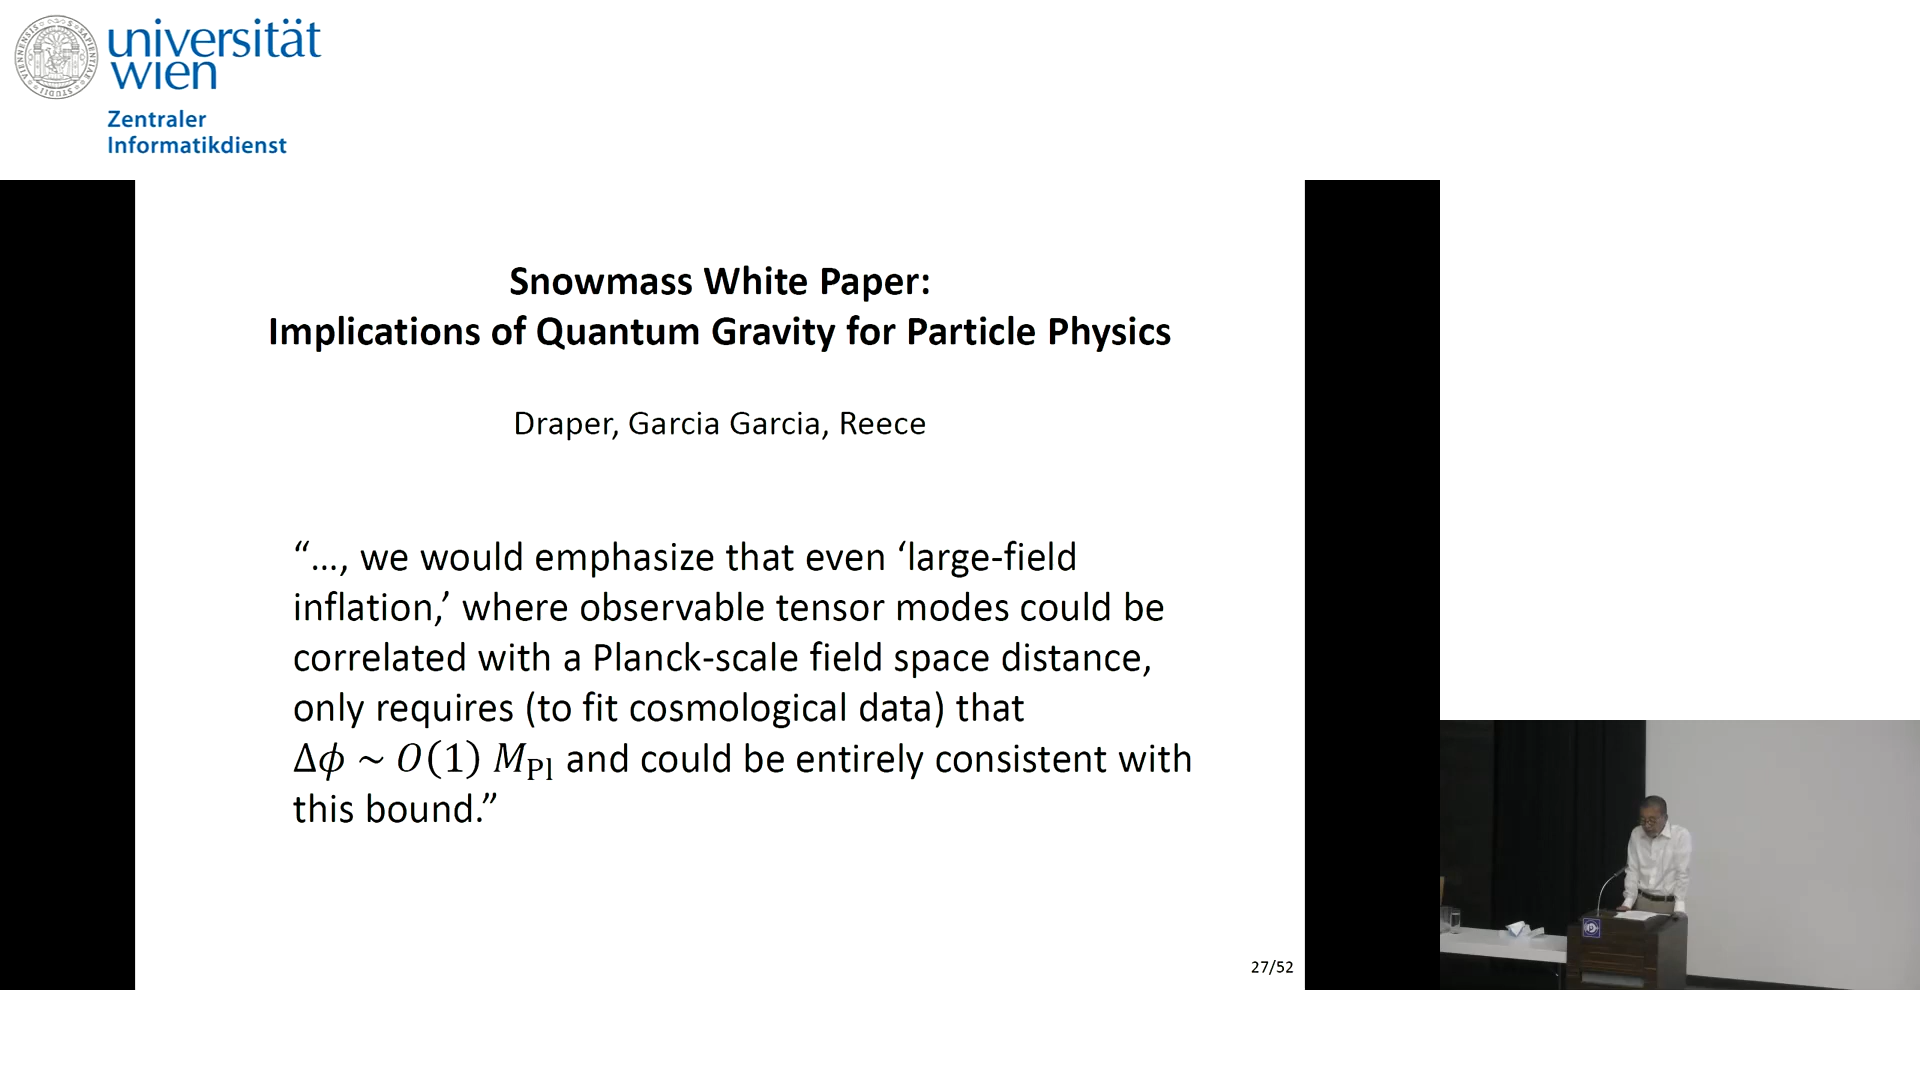 universität
wien
Zentraler
Informatikdienst
Snowmass White Paper:
Implications of Quantum Gravity for Particle Physics
Draper, Garcia Garcia, Reece
“…, we would emphasize that even ‘large-field
inflation,’ where observable tensor modes could be
correlated with a Planck-scale field space distance,
only requires (to fit cosmological data) that
Δϕ ~ O(1) M_Pl and could be entirely consistent with
this bound.”
27/52